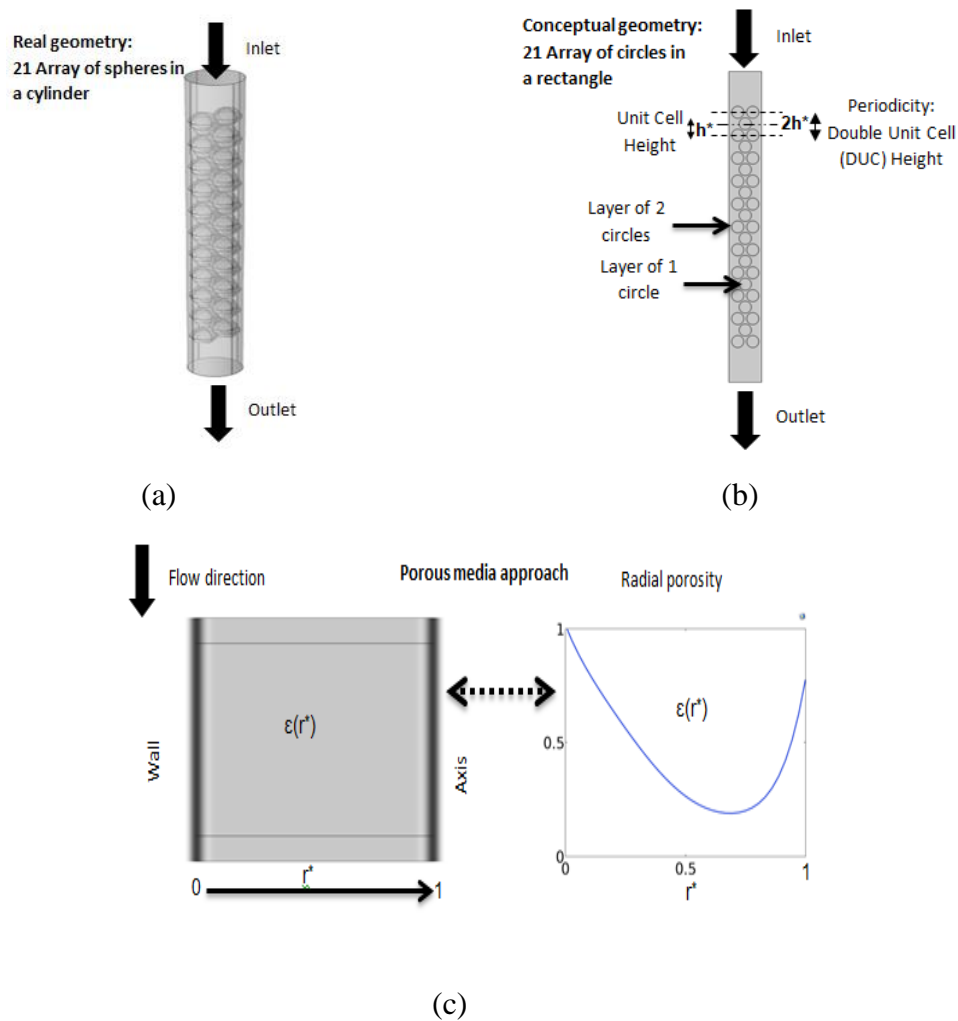 Real geometry:
21 Array of spheres in
a cylinder
Inlet
Outlet
(a)
Conceptual geometry:
21 Array of circles in
a rectangle
Inlet
Unit Cell
Height
h*
2h*
Periodicity:
Double Unit Cell
(DUC) Height
Layer of 2
circles
Layer of 1
circle
Outlet
(b)
Flow direction
Porous media approach
Radial porosity
Wall
ε(r*)
Axis
0
r*
1
1
0.5
0
ε(r*)
0
0.5
1
r*
(c)